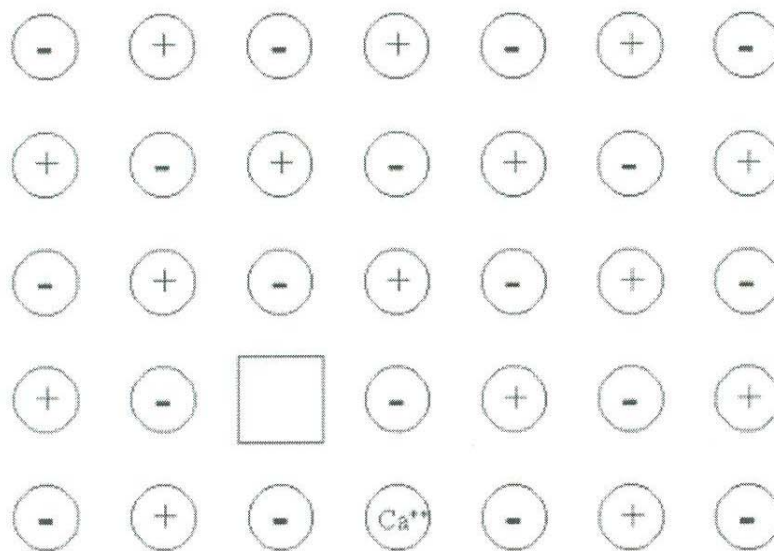 - + - + - + -
+ - + - + - +
- + - + - + -
+ - - + - +
- + - Ca⁺⁺ - + -